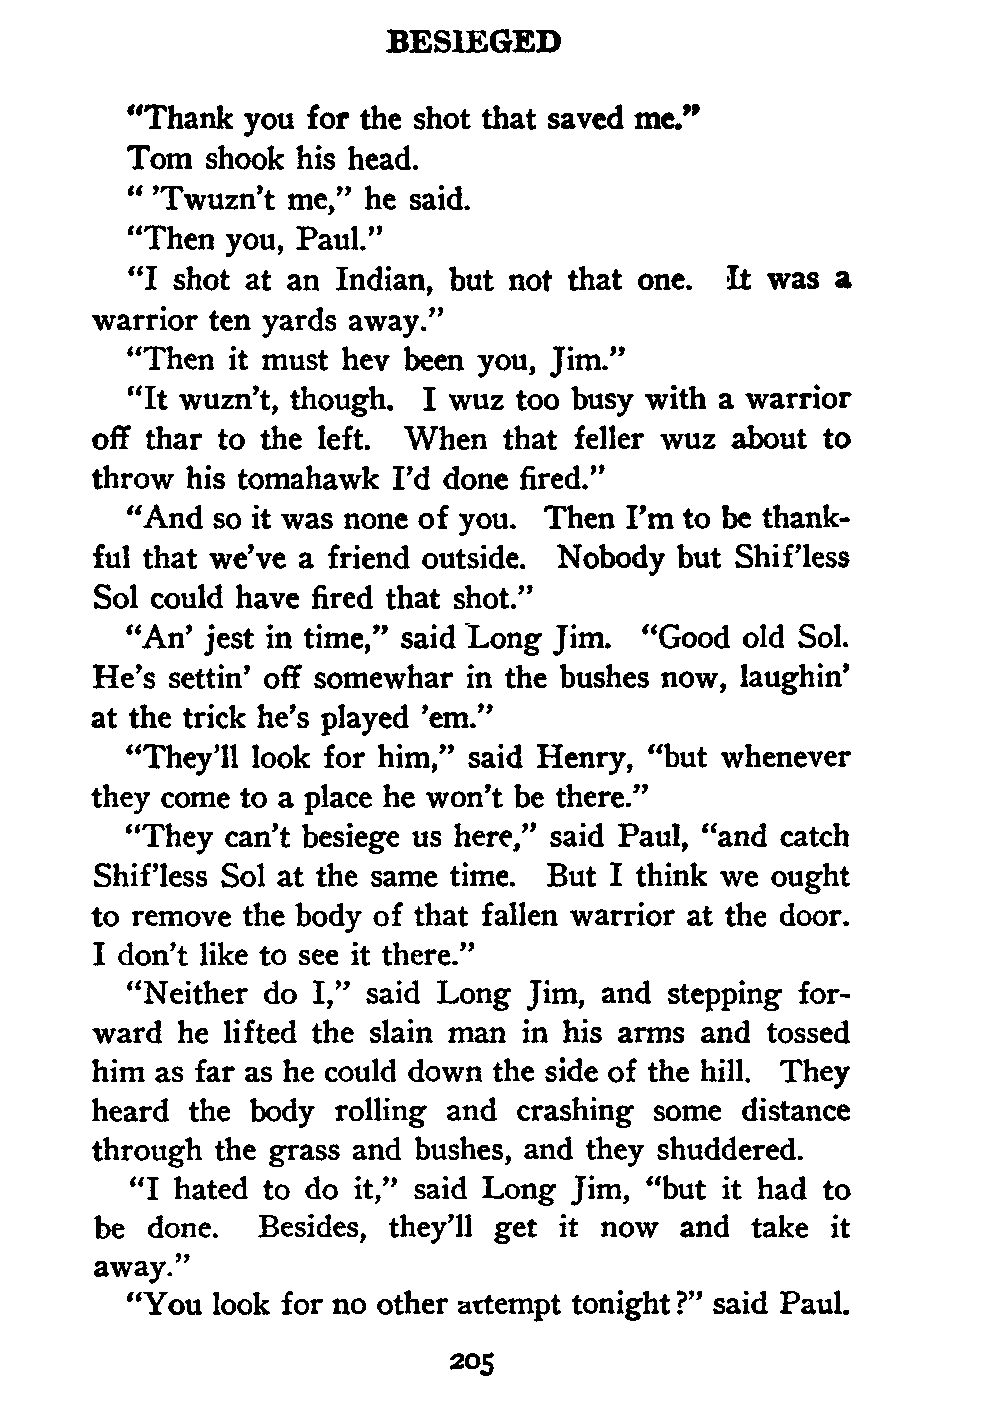 BESIEGED
“Thank you for the shot that saved me.”
Tom shook his head.
“ ’Twuzn’t me,” he said.
“Then you, Paul.”
“I shot at an Indian, but not that one. It was a
warrior ten yards away.”
“Then it must hev been you, Jim.”
“It wuzn’t, though. I wuz too busy with a warrior
off thar to the left. When that feller wuz about to
throw his tomahawk I’d done fired.”
“And so it was none of you. Then I’m to be thank-
ful that we’ve a friend outside. Nobody but Shif’less
Sol could have fired that shot.”
“An’ jest in time,” said Long Jim. “Good old Sol.
He’s settin’ off somewhar in the bushes now, laughin’
at the trick he’s played ’em.”
“They’ll look for him,” said Henry, “but whenever
they come to a place he won’t be there.”
“They can’t besiege us here,” said Paul, “and catch
Shif’less Sol at the same time. But I think we ought
to remove the body of that fallen warrior at the door.
I don’t like to see it there.”
“Neither do I,” said Long Jim, and stepping for-
ward he lifted the slain man in his arms and tossed
him as far as he could down the side of the hill. They
heard the body rolling and crashing some distance
through the grass and bushes, and they shuddered.
“I hated to do it,” said Long Jim, “but it had to
be done. Besides, they’ll get it now and take it
away.”
“You look for no other attempt tonight?” said Paul.
205